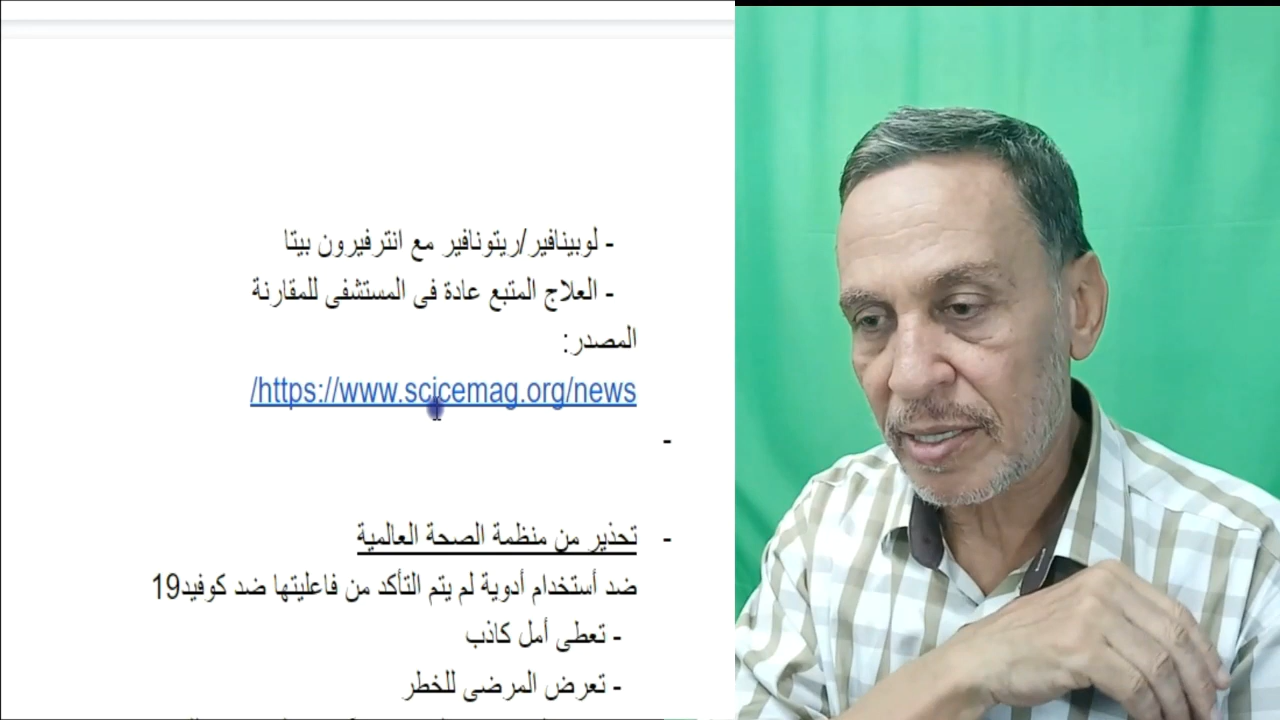 - لوبينافير/ريتونافير مع انترفيرون بيتا
- العلاج المتبع عادة فى المستشفى للمقارنة
المصدر:
https://www.scicemag.org/news/
-
- تحذير من منظمة الصحة العالمية
ضد أستخدام أدوية لم يتم التأكد من فاعليتها ضد كوفيد19
- تعطى أمل كاذب
- تعرض المرضى للخطر